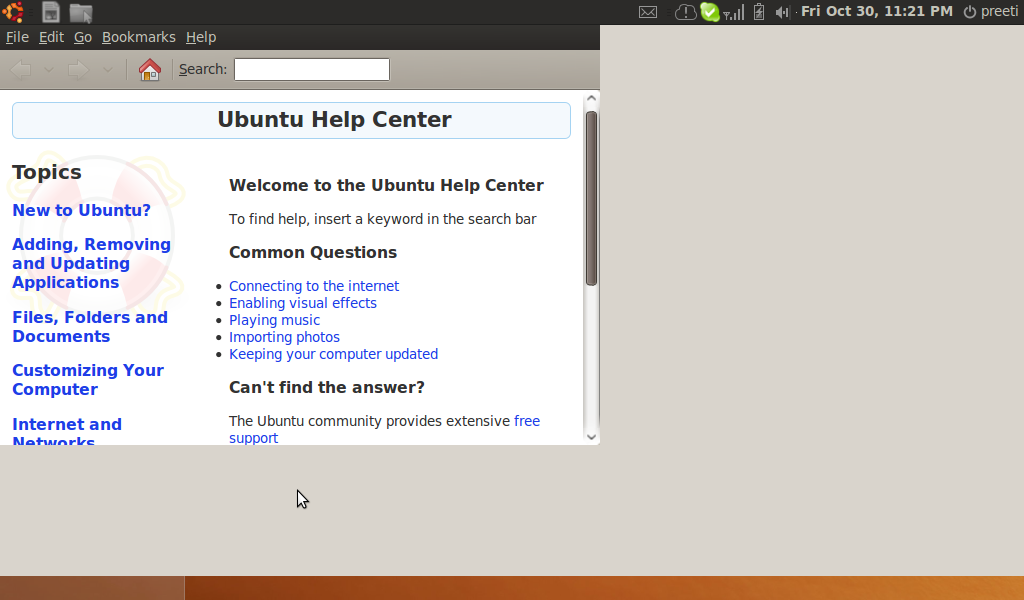 Fri Oct 30, 11:21 PM preeti
File Edit Go Bookmarks Help
Search:
Ubuntu Help Center
Topics
New to Ubuntu?
Adding, Removing
and Updating
Applications
Files, Folders and
Documents
Customizing Your
Computer
Internet and
Networks
Welcome to the Ubuntu Help Center
To find help, insert a keyword in the search bar
Common Questions
Connecting to the internet
Enabling visual effects
Playing music
Importing photos
Keeping your computer updated
Can't find the answer?
The Ubuntu community provides extensive free
support